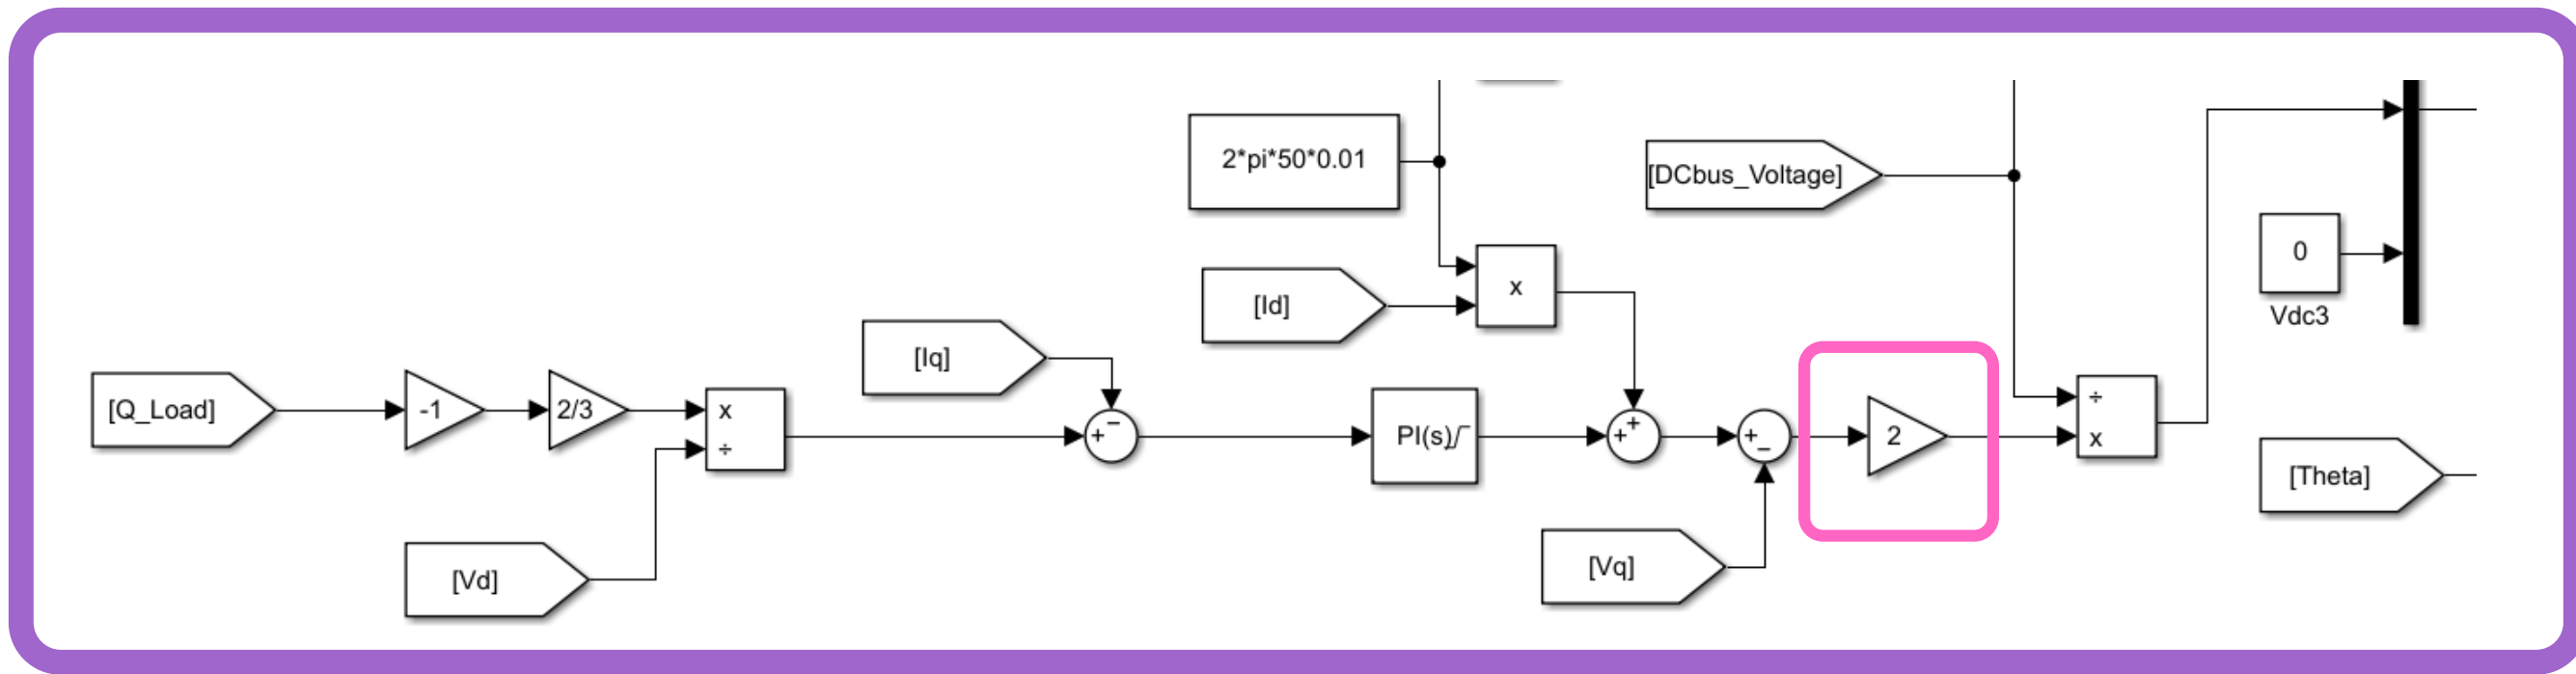 2*pi*50*0.01
[DCbus_Voltage]
0
Vdc3
[Id]
x
[Iq]
[Q_Load]
-1
2/3
x
÷
+
−
PI(s)
+
+
+
−
2
÷
x
[Theta]
[Vd]
[Vq]